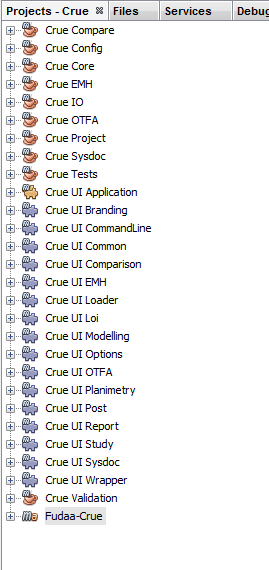 Projects - Crue Files Services Debug
Crue Compare
Crue Config
Crue Core
Crue EMH
Crue IO
Crue OTFA
Crue Project
Crue Sysdoc
Crue Tests
Crue UI Application
Crue UI Branding
Crue UI CommandLine
Crue UI Common
Crue UI Comparison
Crue UI EMH
Crue UI Loader
Crue UI Loi
Crue UI Modelling
Crue UI Options
Crue UI OTFA
Crue UI Planimetry
Crue UI Post
Crue UI Report
Crue UI Study
Crue UI Sysdoc
Crue UI Wrapper
Crue Validation
Fudaa-Crue